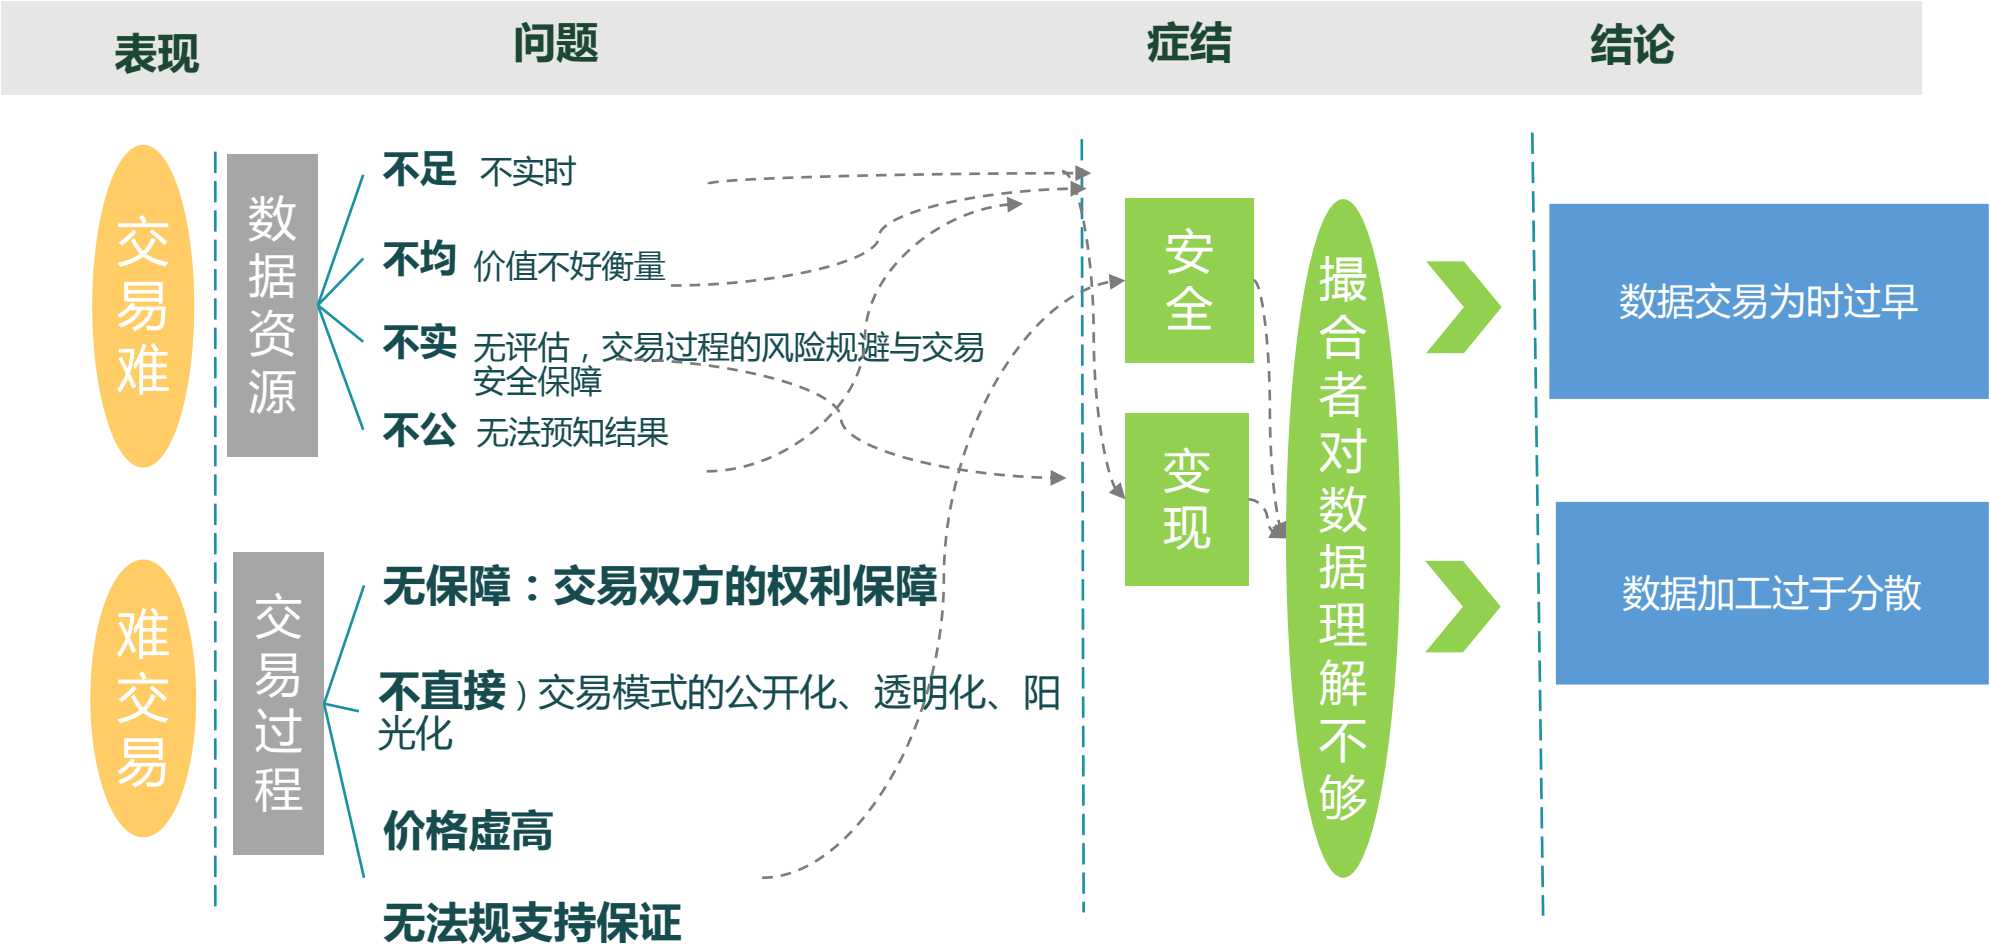 表现
问题
症结
结论
交易难
数据资源
不足 不实时
不均 价值不好衡量
不实 无评估，交易过程的风险规避与交易
安全保障
不公 无法预知结果
难交易
交易过程
无保障：交易双方的权利保障
不直接）交易模式的公开化、透明化、阳
光化
价格虚高
无法规支持保证
安全
变现
撮合者对数据理解不够
数据交易为时过早
数据加工过于分散